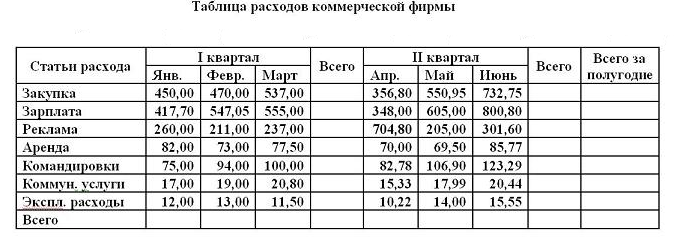 Таблица расходов коммерческой фирмы
Статьи расхода I квартал Всего II квартал Всего Всего за полугодие
Янв. Февр. Март Апр. Май Июнь
Закупка 450,00 470,00 537,00 356,80 550,95 732,75
Зарплата 417,70 547,05 555,00 348,00 605,00 800,80
Реклама 260,00 211,00 237,00 704,80 205,00 301,60
Аренда 82,00 73,00 77,50 70,00 69,50 85,77
Командировки 75,00 94,00 100,00 82,78 106,90 123,29
Коммун. услуги 17,00 19,00 20,80 15,33 17,99 20,44
Экспл. расходы 12,00 13,00 11,50 10,22 14,00 15,55
Всего